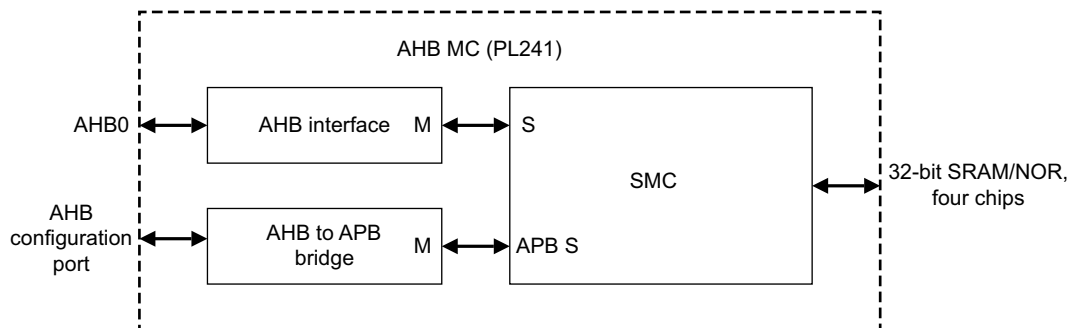 AHB MC (PL241)
AHB0
AHB interface
M
S
SMC
32-bit SRAM/NOR,
four chips
AHB
configuration
port
AHB to APB
bridge
M
APB S